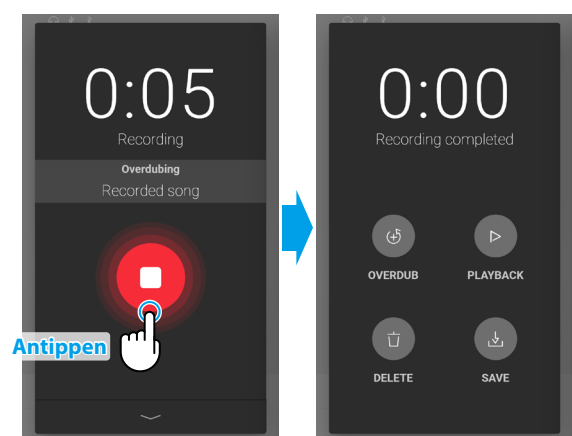 0:05
Recording
Overdubing
Recorded song
Antippen
0:00
Recording completed
OVERDUB
PLAYBACK
DELETE
SAVE